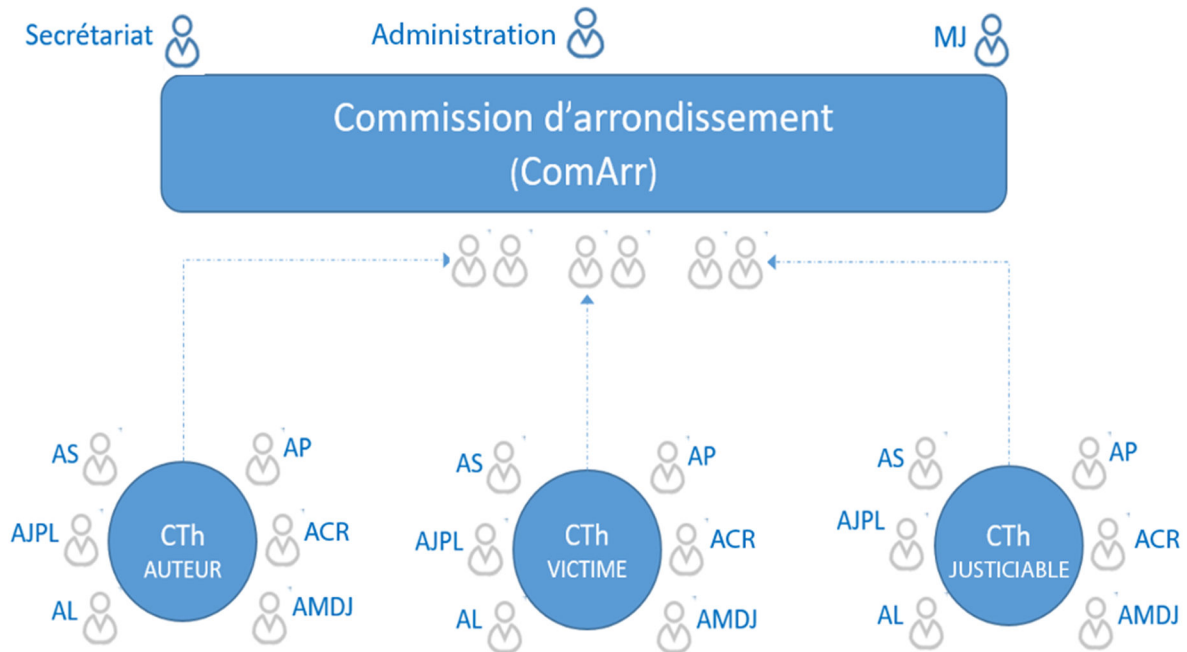 Secrétariat
Administration
MJ
Commission d'arrondissement
(ComArr)
AS
AP
AJPL
CTh
AUTEUR
ACR
AL
AMDJ
AS
AP
AJPL
CTh
VICTIME
ACR
AL
AMDJ
AS
AP
AJPL
CTh
JUSTICIABLE
ACR
AL
AMDJ